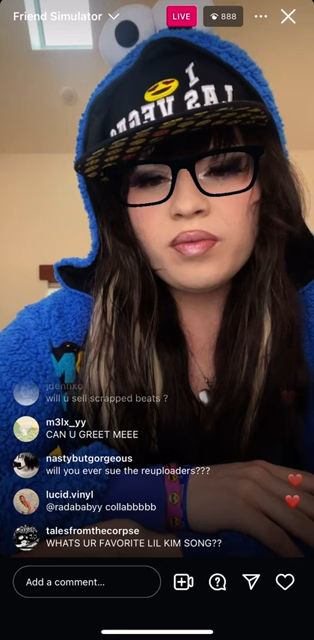 Friend Simulator
LIVE
888
I
LAS VEGAS
will u sell scrapped beats ?
m3lx_yy
CAN U GREET MEEE
nastybutgorgeous
will you ever sue the reuploaders???
lucid.vinyl
@radababyy collabbbbb
talesfromthecorpse
WHATS UR FAVORITE LIL KIM SONG??
Add a comment...